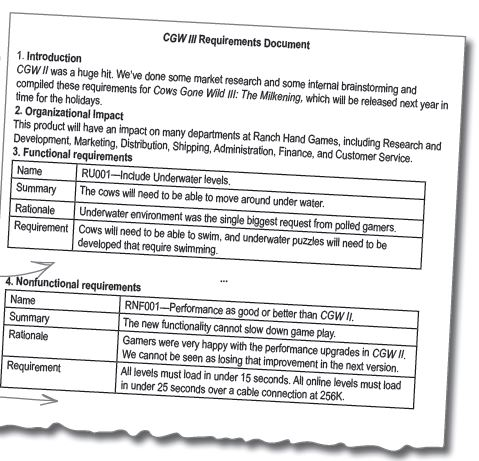 CGW III Requirements Document
1. Introduction
CGW II was a huge hit. We've done some market research and some internal brainstorming and
compiled these requirements for Cows Gone Wild III: The Milkening, which will be released next year in
time for the holidays.
2. Organizational Impact
This product will have an impact on many departments at Ranch Hand Games, including Research and
Development, Marketing, Distribution, Shipping, Administration, Finance, and Customer Service.
3. Functional requirements
Name RU001—Include Underwater levels.
Summary The cows will need to be able to move around under water.
Rationale Underwater environment was the single biggest request from polled gamers.
Requirement Cows will need to be able to swim, and underwater puzzles will need to be
developed that require swimming.
...
4. Nonfunctional requirements
Name RNF001—Performance as good or better than CGW II.
Summary The new functionality cannot slow down game play.
Rationale Gamers were very happy with the performance upgrades in CGW II.
We cannot be seen as losing that improvement in the next version.
Requirement All levels must load in under 15 seconds. All online levels must load
in under 25 seconds over a cable connection at 256K.